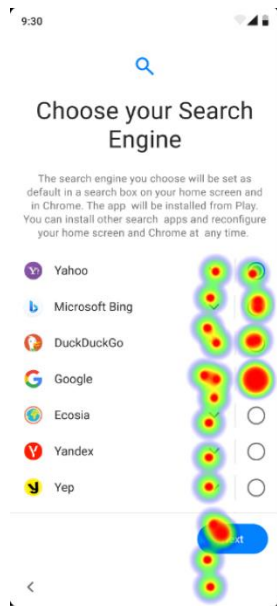 9:30
Choose your Search
Engine
The search engine you choose will be set as
default in a search box on your home screen and
in Chrome. The app will be installed from Play.
You can install other search apps and reconfigure
your home screen and Chrome at any time.
Yahoo
Microsoft Bing
DuckDuckGo
Google
Ecosia
Yandex
Yep